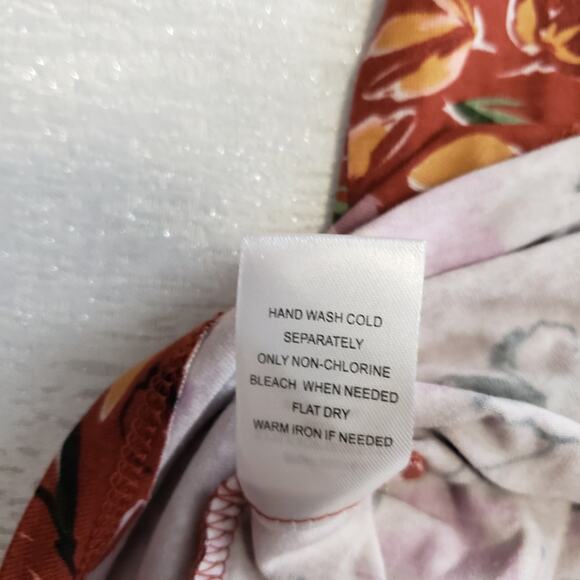 HAND WASH COLD
SEPARATELY
ONLY NON-CHLORINE
BLEACH WHEN NEEDED
FLAT DRY
WARM IRON IF NEEDED